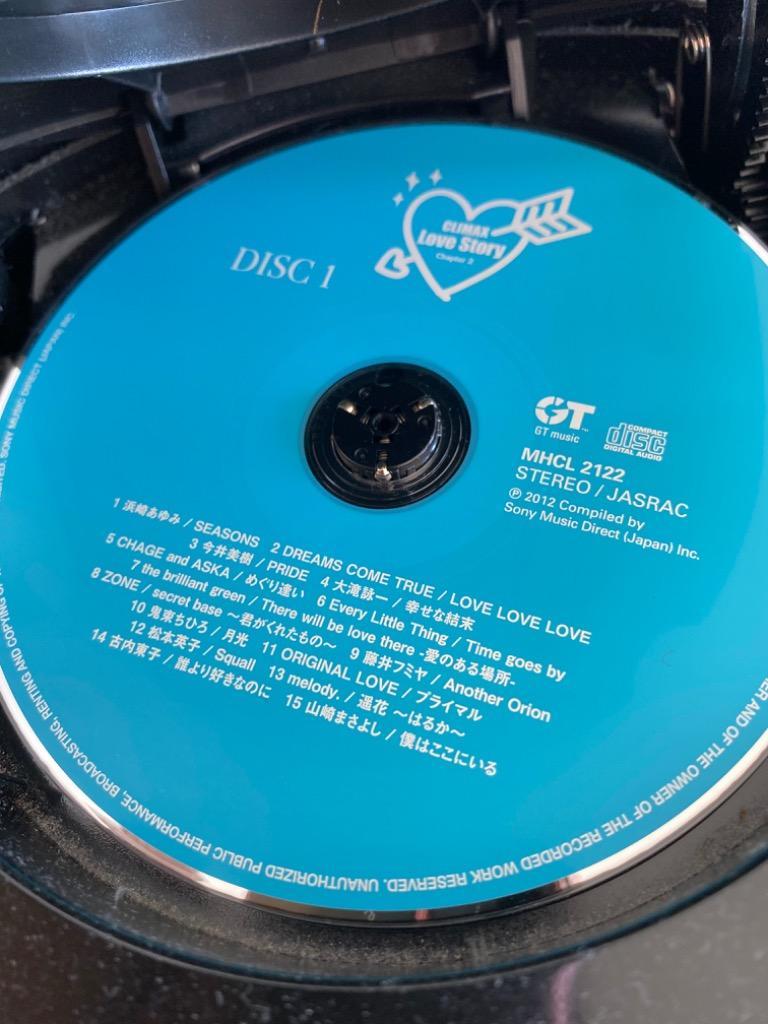 CLIMAX
Love Story
Chapter 2
DISC 1
GT™
GT music
COMPACT
disc
DIGITAL AUDIO
MHCL 2122
STEREO / JASRAC
Ⓟ 2012 Compiled by
Sony Music Direct (Japan) Inc.
1 浜崎あゆみ / SEASONS 2 DREAMS COME TRUE / LOVE LOVE LOVE
3 今井美樹 / PRIDE 4 大滝詠一 / 幸せな結末
5 CHAGE and ASKA / めぐり逢い 6 Every Little Thing / Time goes by
7 the brilliant green / There will be love there -愛のある場所-
8 ZONE / secret base ～君がくれたもの～ 9 藤井フミヤ / Another Orion
10 鬼束ちひろ / 月光 11 ORIGINAL LOVE / プライマル
12 松本英子 / Squall 13 melody. / 遥花 ～はるか～
14 古内東子 / 誰より好きなのに 15 山崎まさよし / 僕はここにいる
ER AND OF THE OWNER OF THE RECORDED WORK RESERVED. UNAUTHORIZED PUBLIC PERFORMANCE, BROADCASTING, RENTING AND COPYING OF
SONY MUSIC DIRECT (JAPAN) INC.